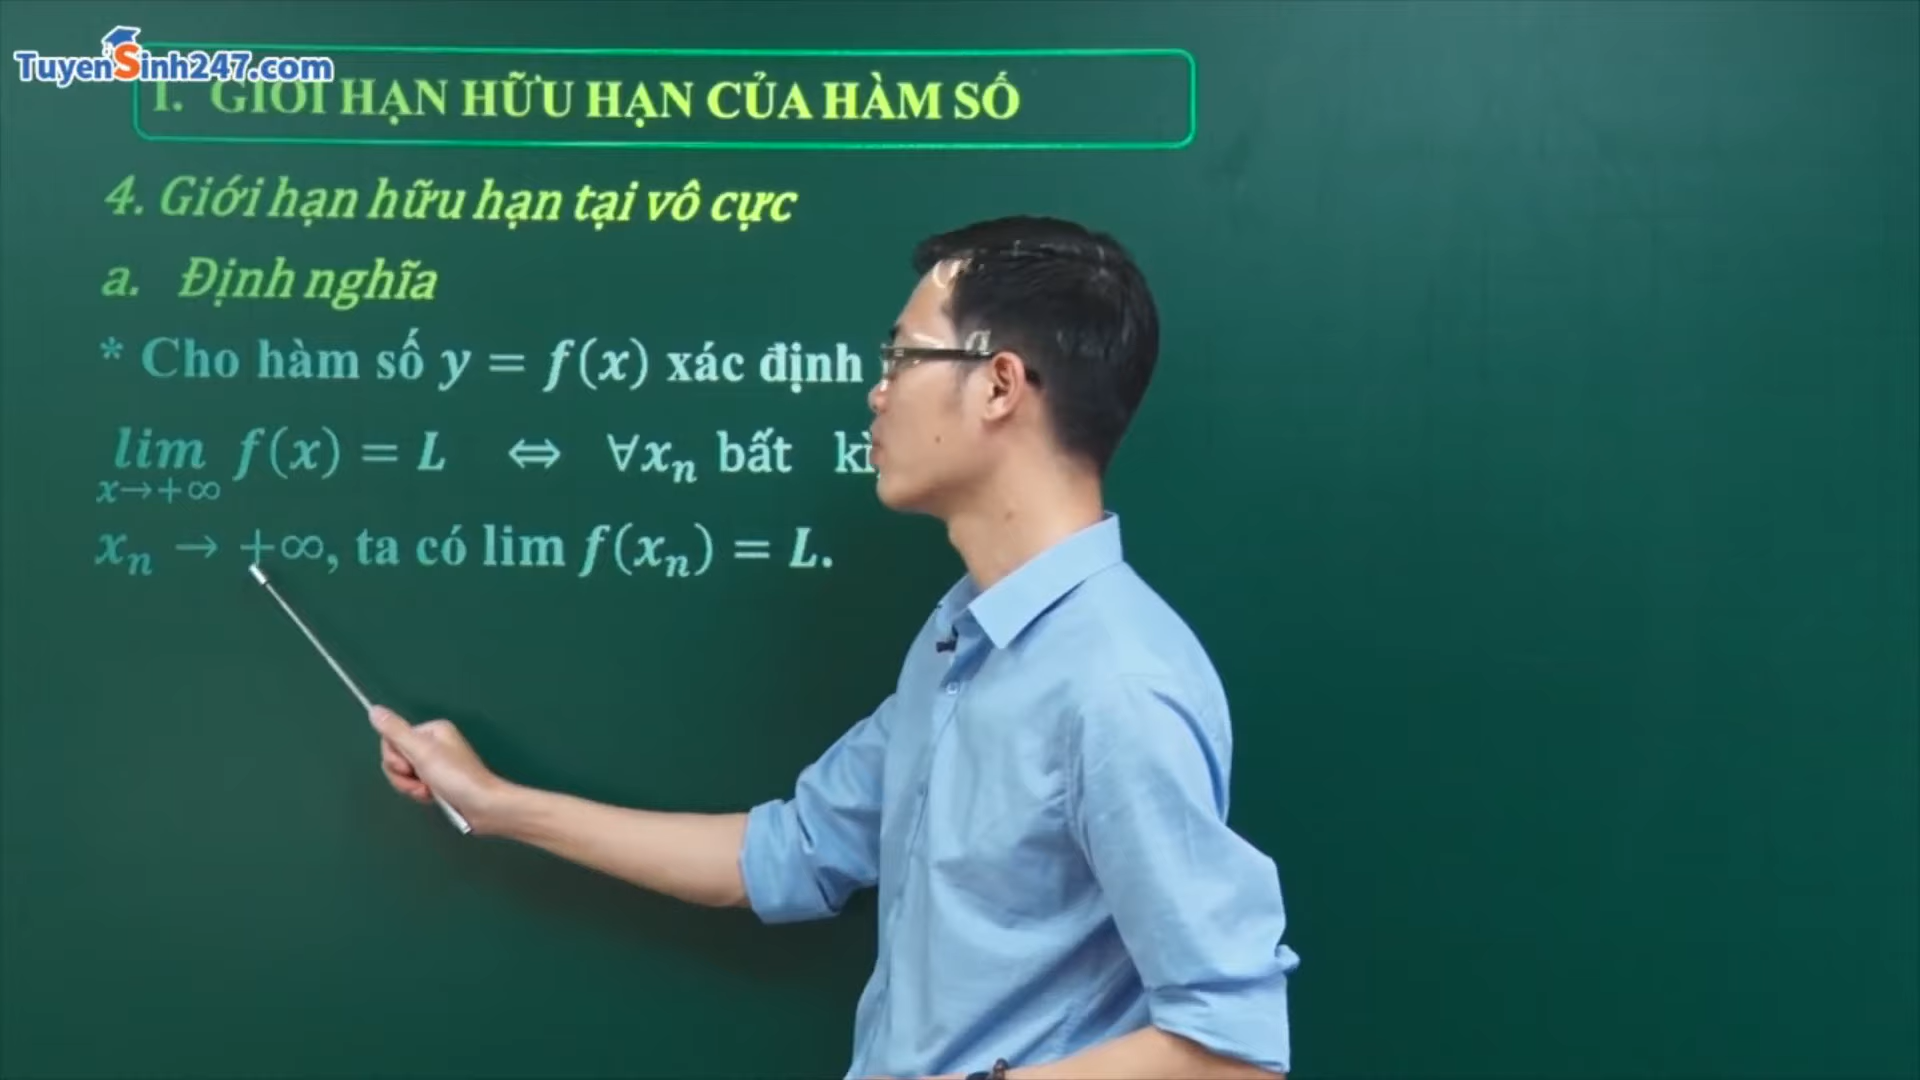 TuyenSinh247.com
I. GIỚI HẠN HỮU HẠN CỦA HÀM SỐ
4. Giới hạn hữu hạn tại vô cực
a. Định nghĩa
* Cho hàm số y = f(x) xác định
lim f(x) = L ⇔ ∀xₙ bất kì
x→+∞
xₙ → +∞, ta có lim f(xₙ) = L.